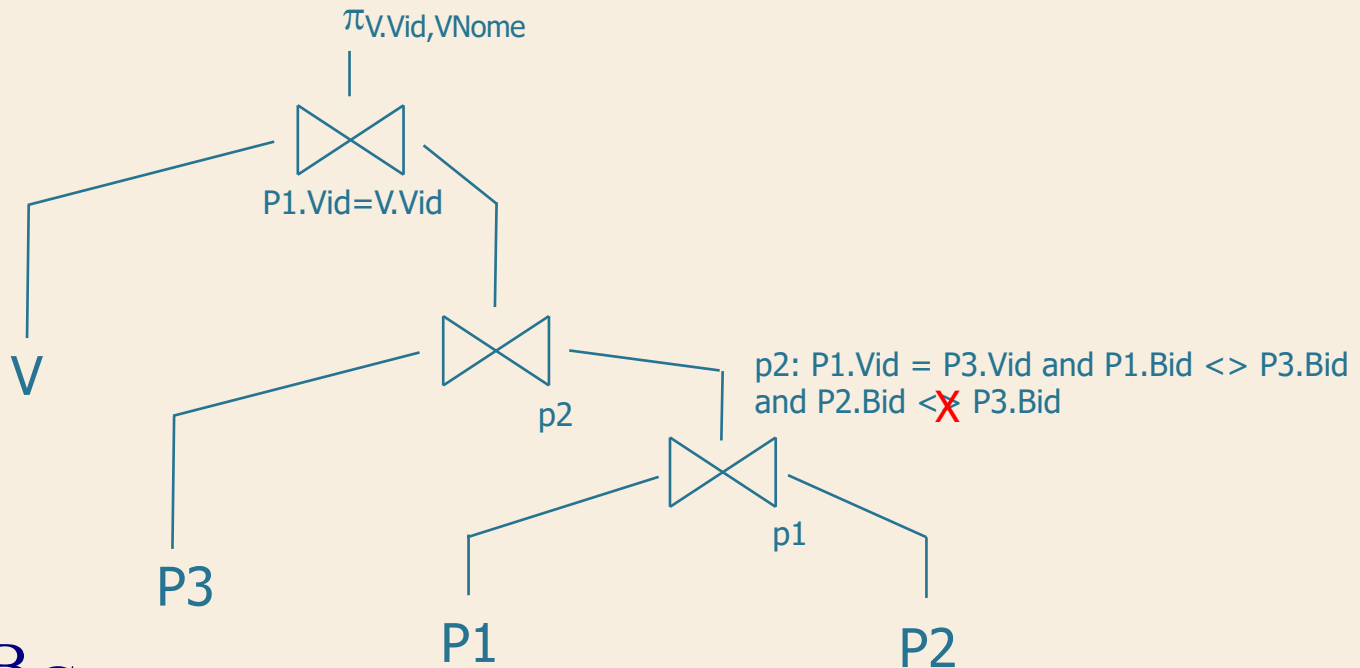 πV.Vid,VNome
P1.Vid=V.Vid
V
p2: P1.Vid = P3.Vid and P1.Bid <> P3.Bid
and P2.Bid <> P3.Bid
X
p2
p1
P3
P1
P2